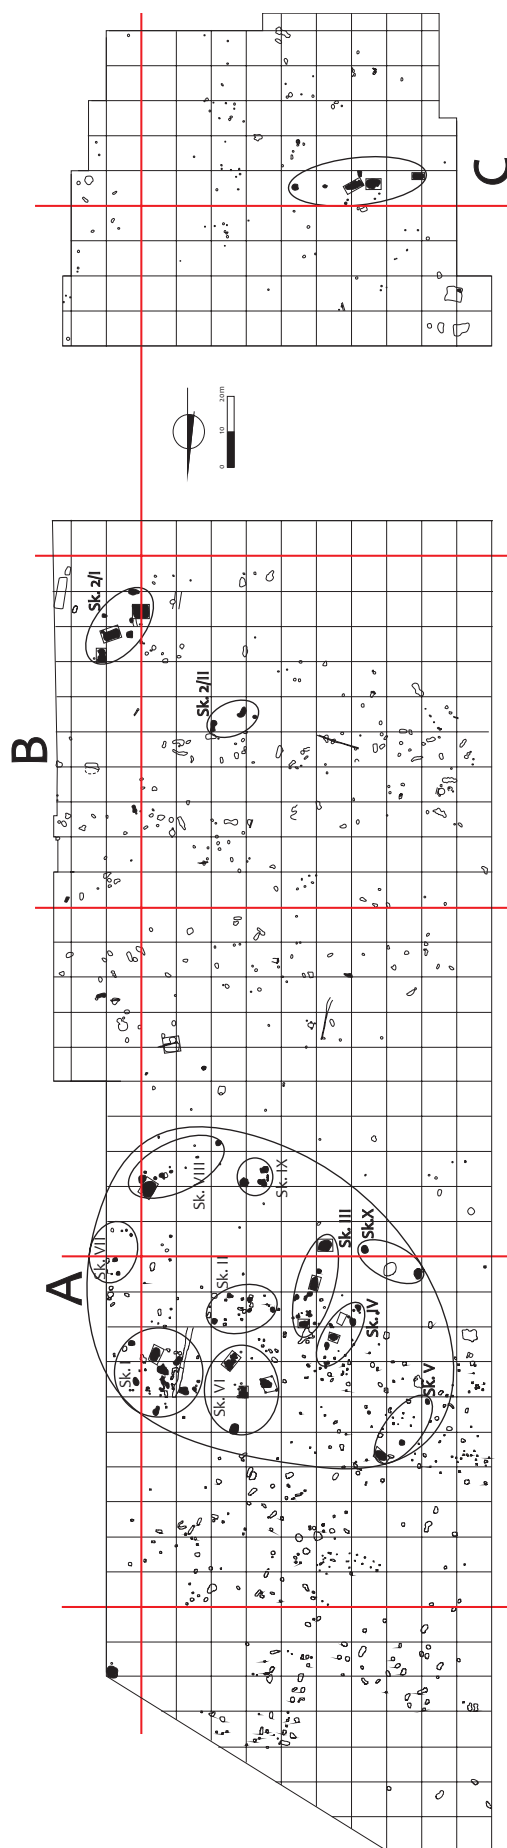 C
0 10 20m
B
Sk. 2/I
Sk. 2/II
A
Sk. VII
Sk. VIII
Sk. IX
Sk. II
Sk. III
Sk.X
Sk. I
Sk. VI
Sk. IV
Sk. V